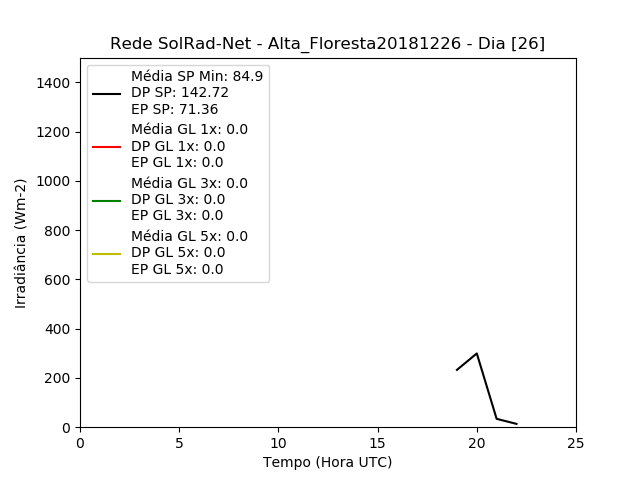 Rede SolRad-Net - Alta_Floresta20181226 - Dia [26]
Média SP Min: 84.9
DP SP: 142.72
EP SP: 71.36
Média GL 1x: 0.0
DP GL 1x: 0.0
EP GL 1x: 0.0
Média GL 3x: 0.0
DP GL 3x: 0.0
EP GL 3x: 0.0
Média GL 5x: 0.0
DP GL 5x: 0.0
EP GL 5x: 0.0
Irradiância (Wm-2)
1400
1200
1000
800
600
400
200
0
0 5 10 15 20 25
Tempo (Hora UTC)